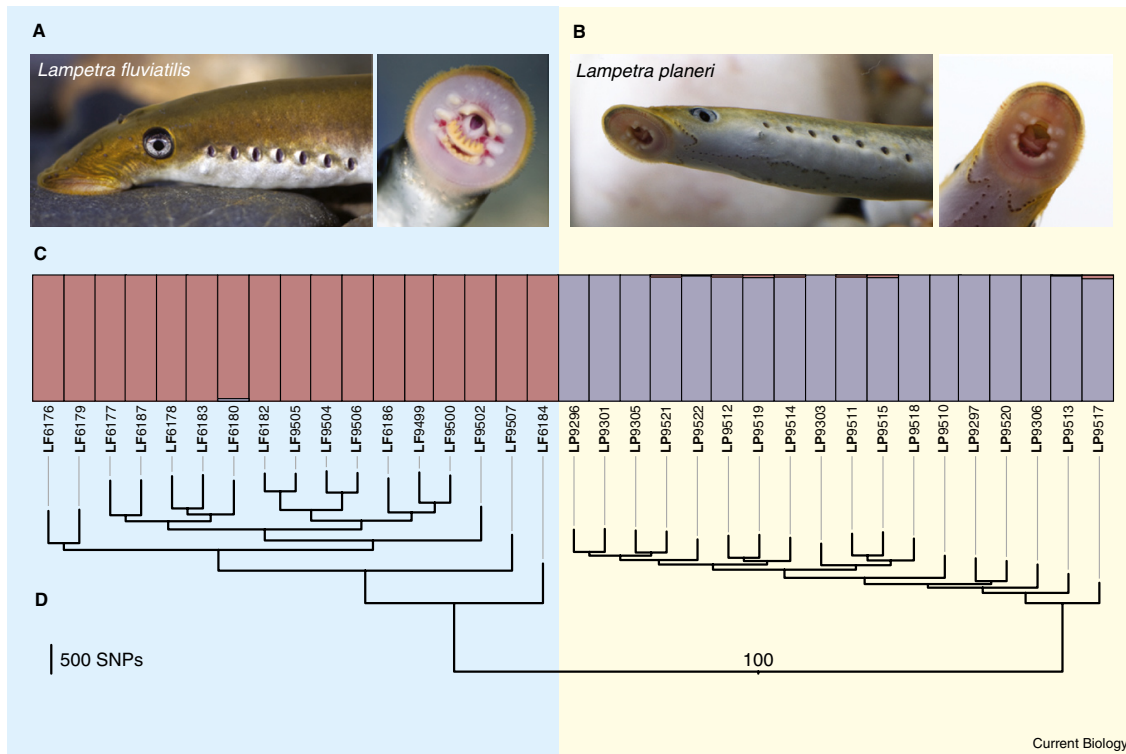 A
B
Lampetra fluviatilis
Lampetra planeri
C
LF6176
LF6179
LF6177
LF6187
LF6178
LF6183
LF6180
LF6182
LF9505
LF9504
LF9506
LF6186
LF9499
LF9500
LF9502
LF9507
LF6184
LP9296
LP9301
LP9305
LP9521
LP9522
LP9512
LP9519
LP9514
LP9303
LP9511
LP9515
LP9518
LP9510
LP9297
LP9520
LP9306
LP9513
LP9517
D
500 SNPs
100
Current Biology